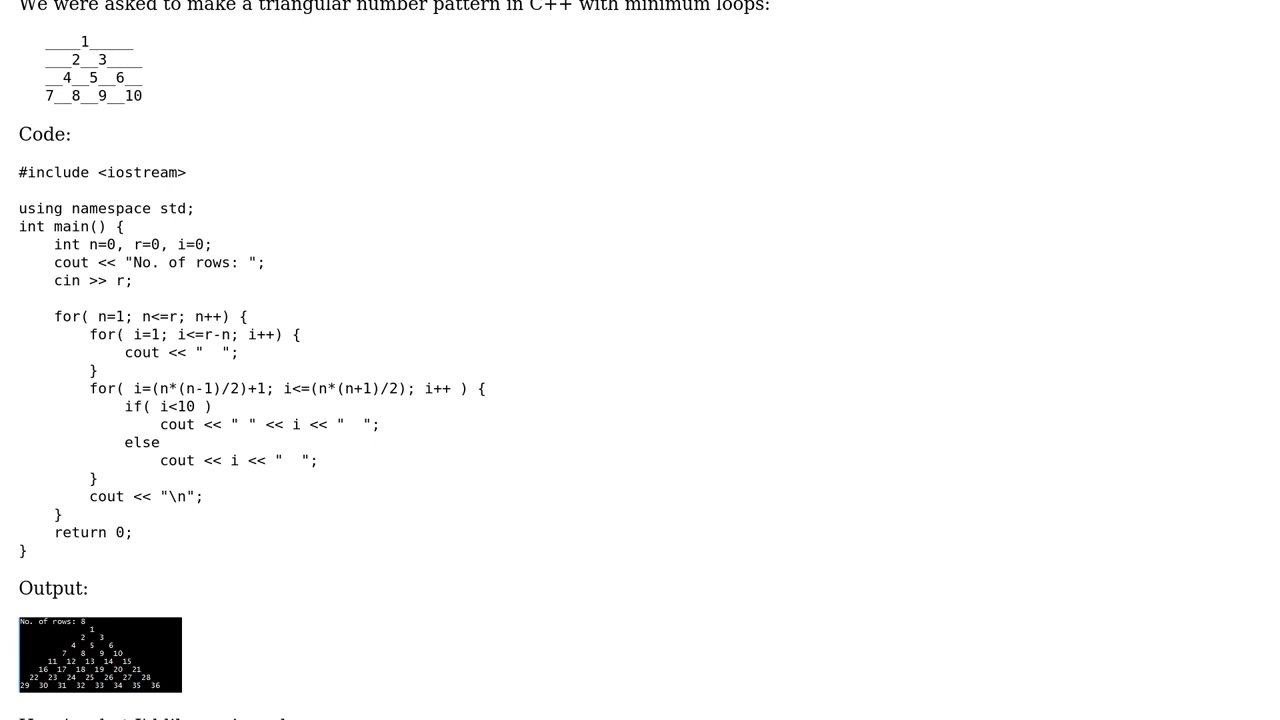 We were asked to make a triangular number pattern in C++ with minimum loops:
____1_____
___2__3____
__4__5__6__
7__8__9__10
Code:
#include <iostream>
using namespace std;
int main() {
    int n=0, r=0, i=0;
    cout << "No. of rows: ";
    cin >> r;
    for( n=1; n<=r; n++) {
        for( i=1; i<=r-n; i++) {
            cout << "  ";
        }
        for( i=(n*(n-1)/2)+1; i<=(n*(n+1)/2); i++ ) {
            if( i<10 )
                cout << " " << i << "  ";
            else
                cout << i << "  ";
        }
        cout << "\n";
    }
    return 0;
}
Output:
No. of rows: 8
1
2 3
4 5 6
7 8 9 10
11 12 13 14 15
16 17 18 19 20 21
22 23 24 25 26 27 28
29 30 31 32 33 34 35 36